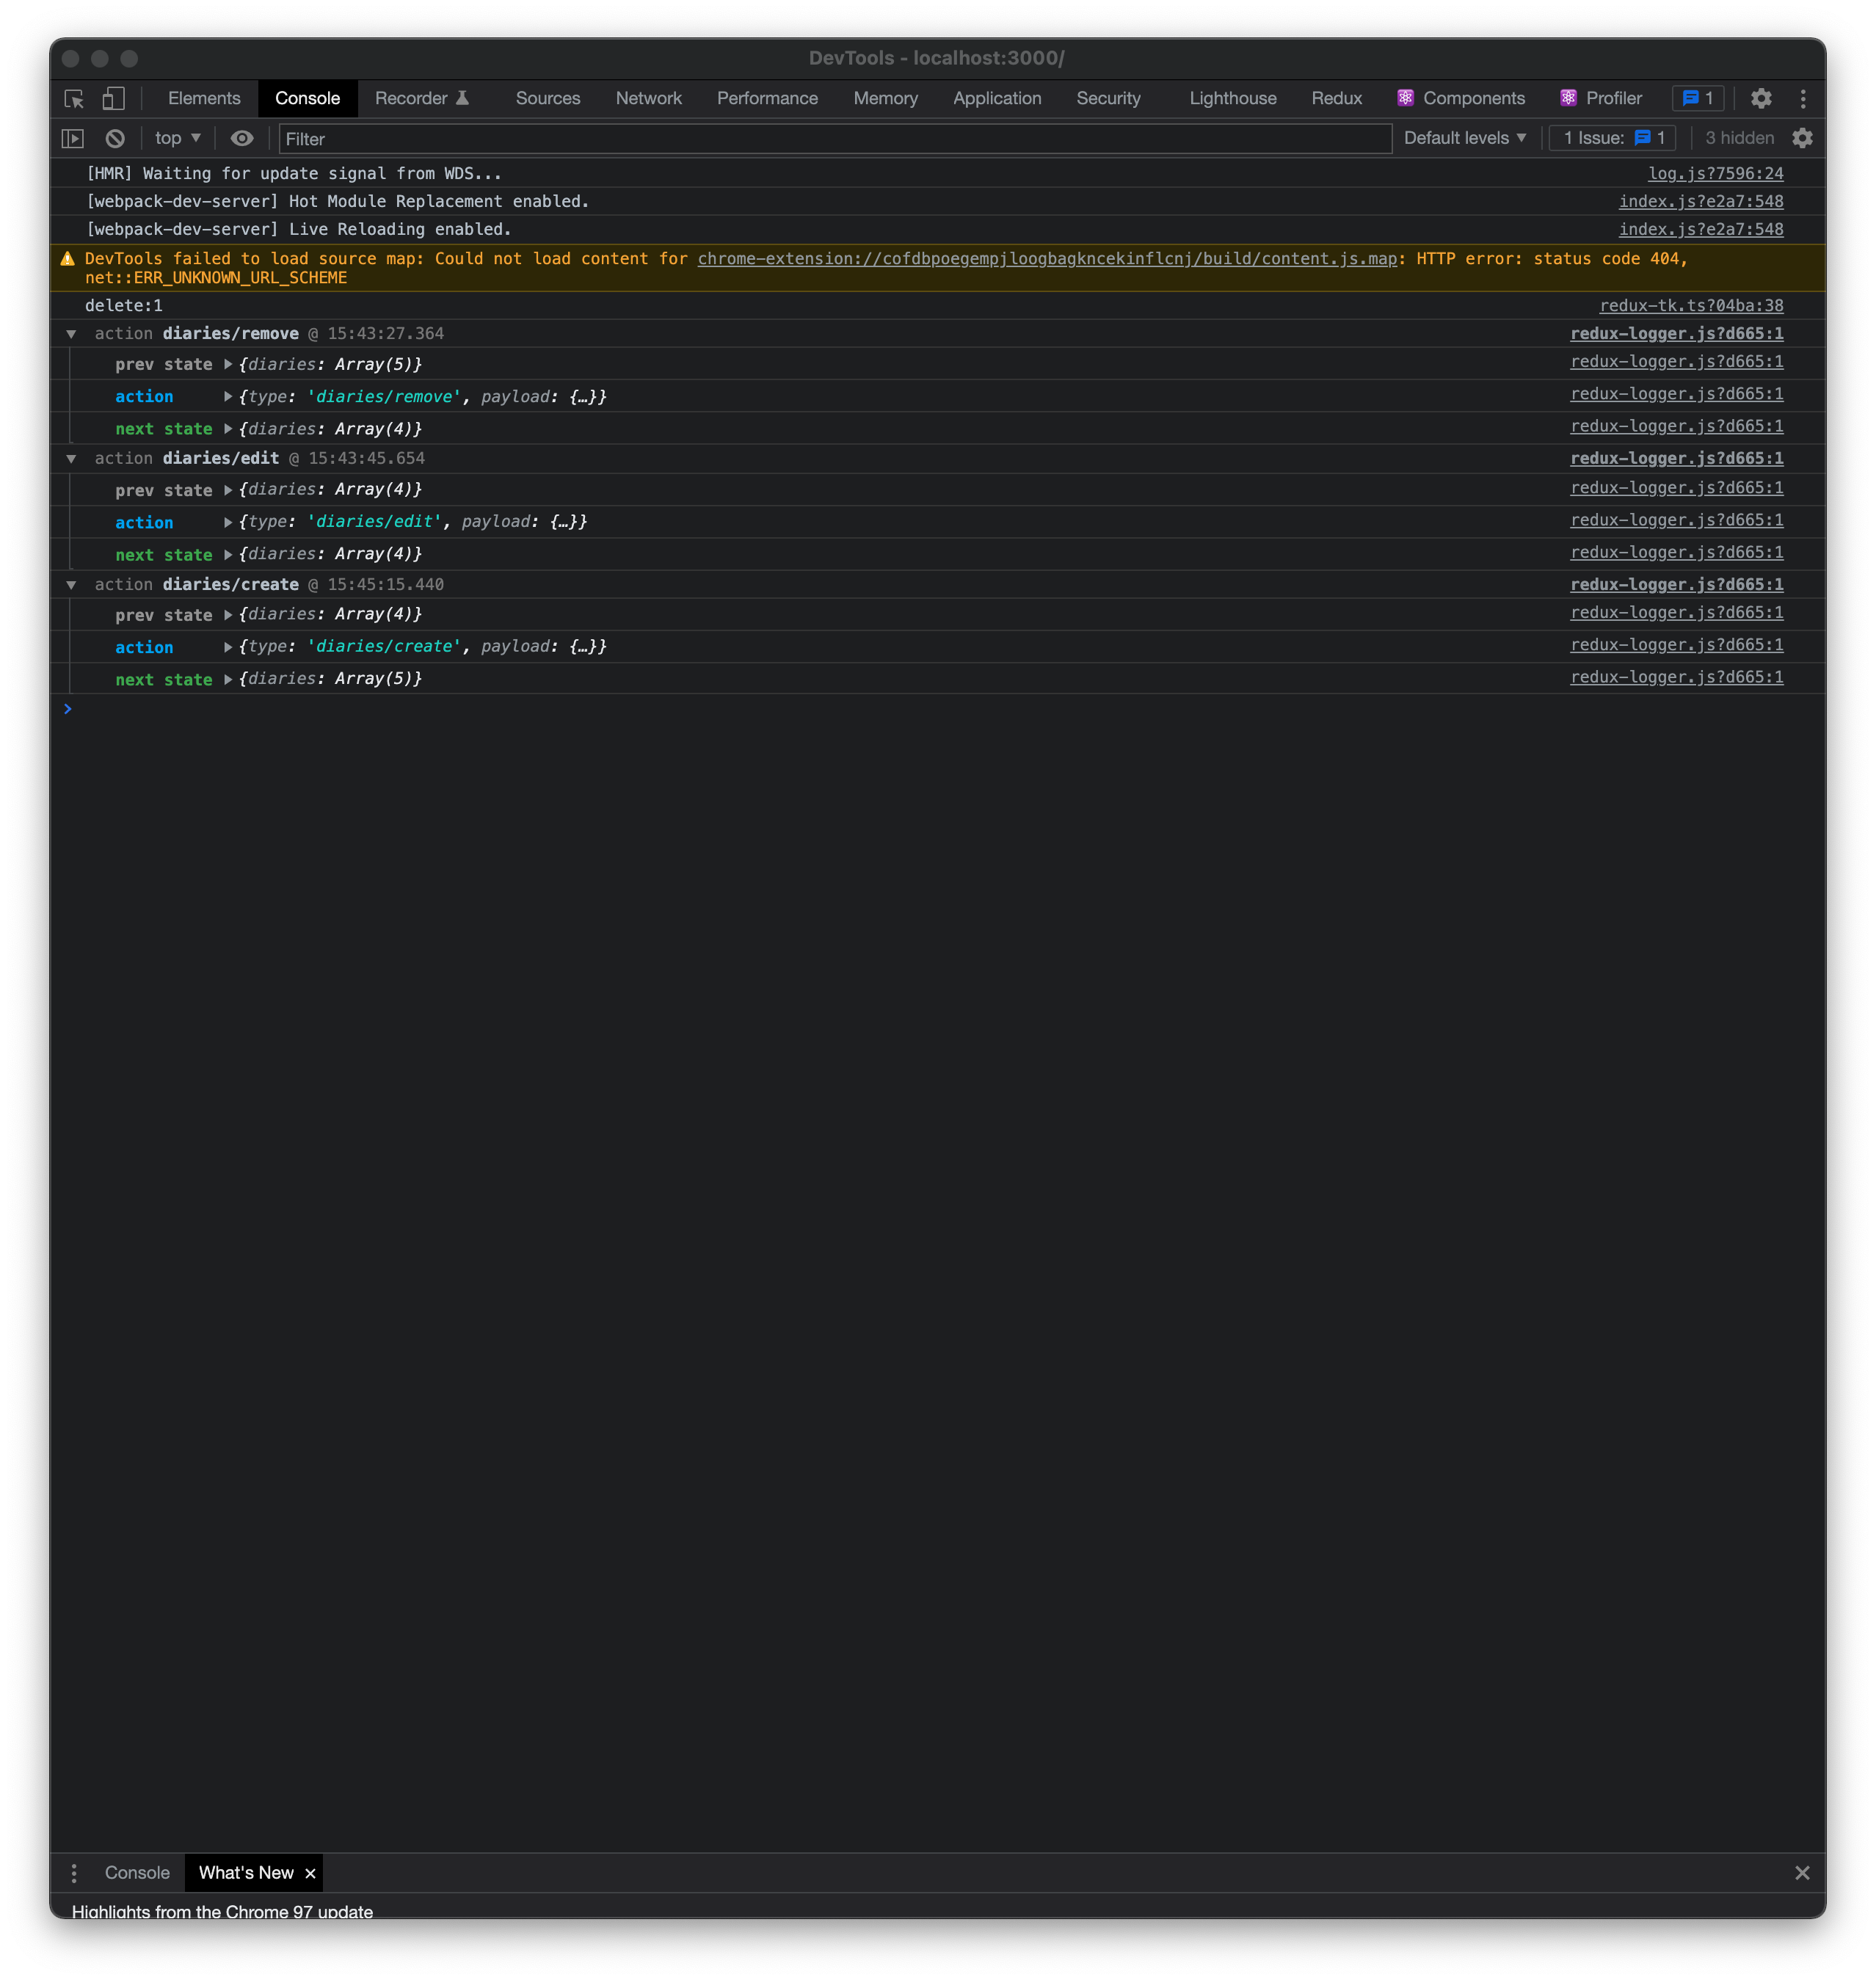 DevTools - localhost:3000/
Elements Console Recorder Sources Network Performance Memory Application Security Lighthouse Redux Components Profiler 1
top Filter Default levels 1 Issue: 1 3 hidden
[HMR] Waiting for update signal from WDS... log.js?7596:24
[webpack-dev-server] Hot Module Replacement enabled. index.js?e2a7:548
[webpack-dev-server] Live Reloading enabled. index.js?e2a7:548
DevTools failed to load source map: Could not load content for chrome-extension://cofdbpoegempjloogbagkncekinflcnj/build/content.js.map: HTTP error: status code 404,
net::ERR_UNKNOWN_URL_SCHEME
delete:1 redux-tk.ts?04ba:38
action diaries/remove @ 15:43:27.364 redux-logger.js?d665:1
prev state {diaries: Array(5)} redux-logger.js?d665:1
action {type: 'diaries/remove', payload: {…}} redux-logger.js?d665:1
next state {diaries: Array(4)} redux-logger.js?d665:1
action diaries/edit @ 15:43:45.654 redux-logger.js?d665:1
prev state {diaries: Array(4)} redux-logger.js?d665:1
action {type: 'diaries/edit', payload: {…}} redux-logger.js?d665:1
next state {diaries: Array(4)} redux-logger.js?d665:1
action diaries/create @ 15:45:15.440 redux-logger.js?d665:1
prev state {diaries: Array(4)} redux-logger.js?d665:1
action {type: 'diaries/create', payload: {…}} redux-logger.js?d665:1
next state {diaries: Array(5)} redux-logger.js?d665:1
Console What's New
Highlights from the Chrome 97 update